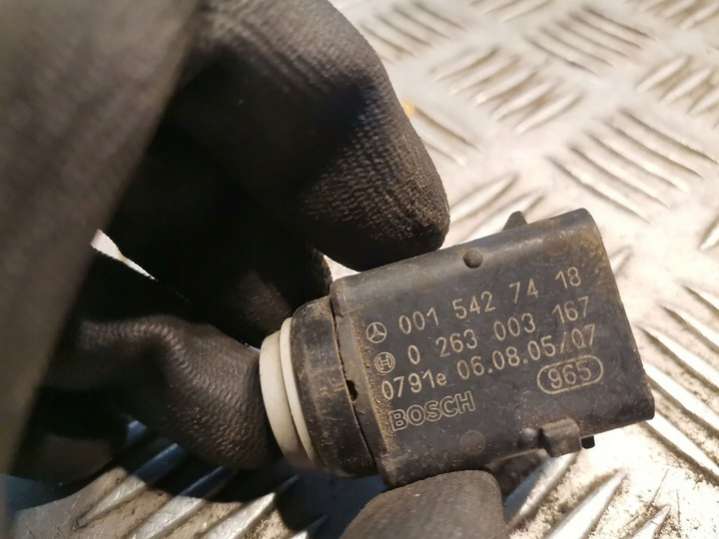 001 542 74 18
0 263 003 167
0791e 06.08.05/07
BOSCH 965